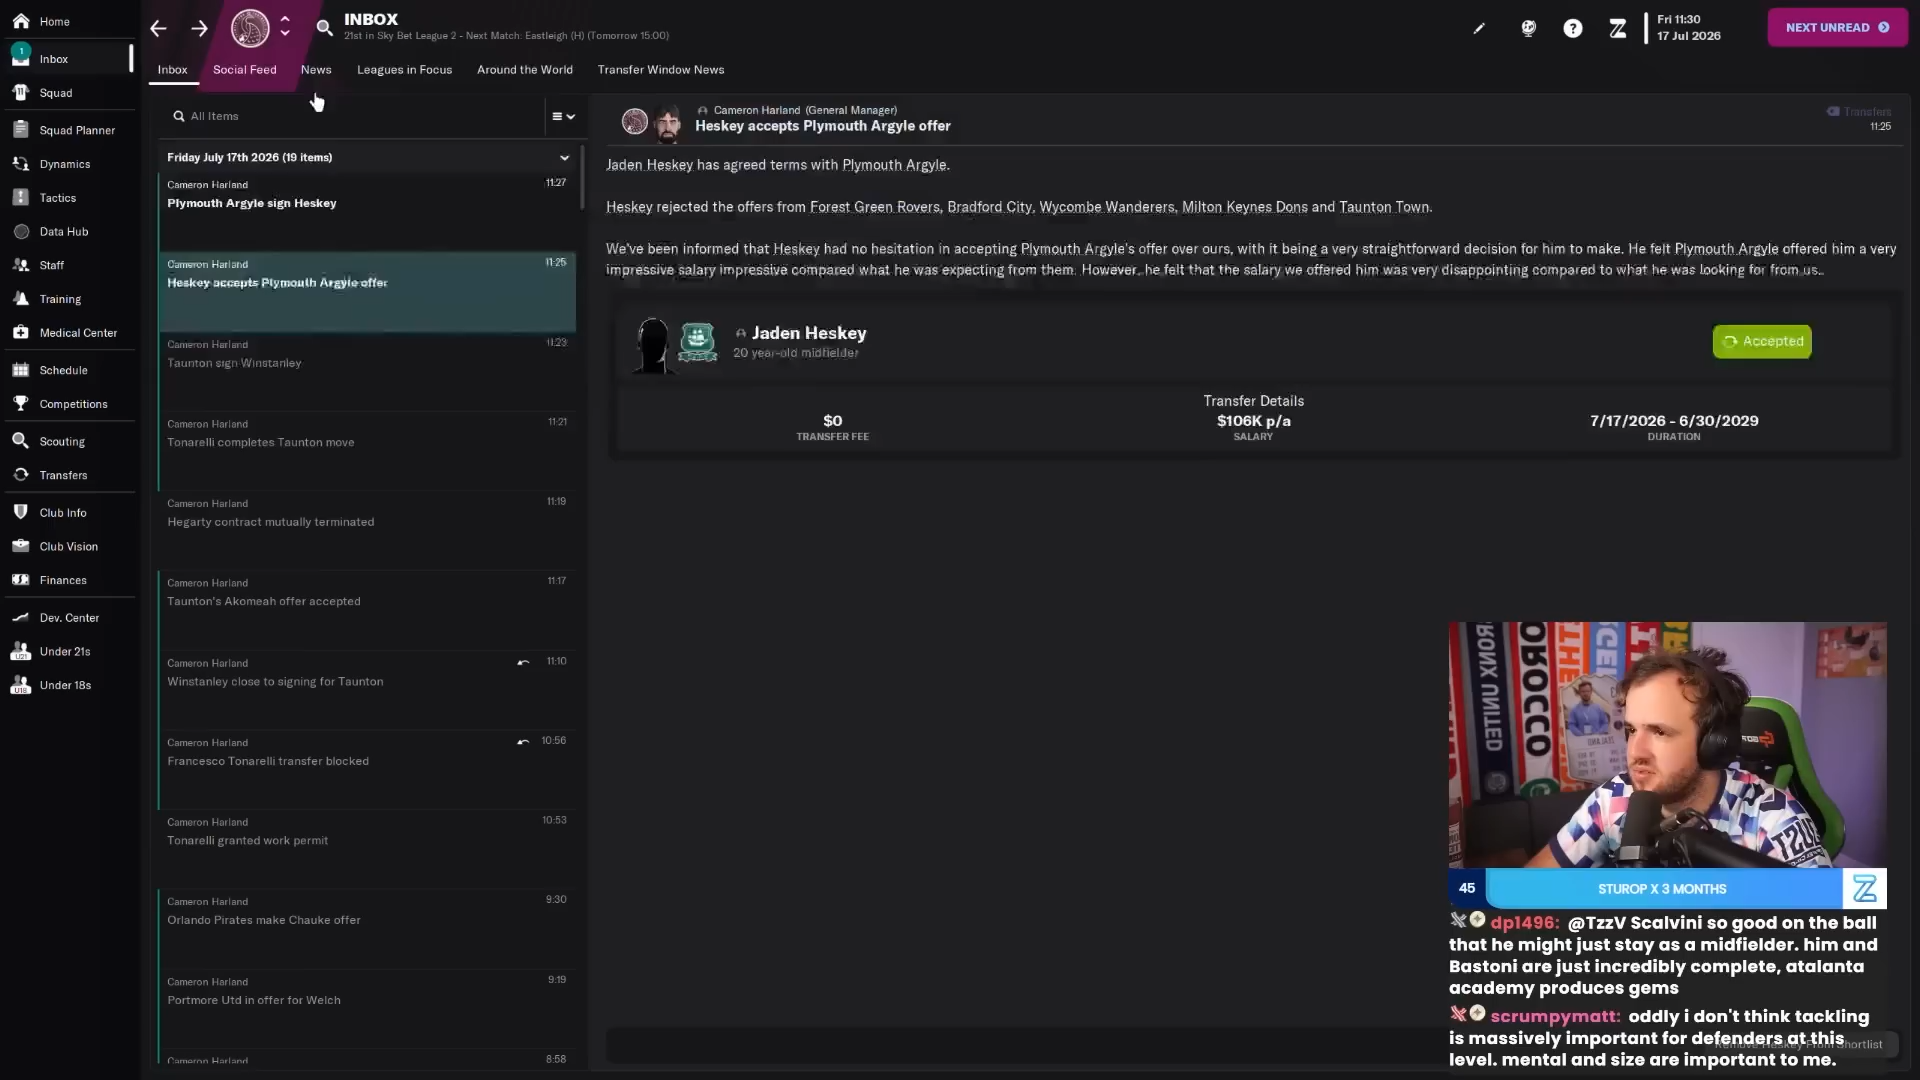 Home
Inbox
1
Squad
Squad Planner
Dynamics
Tactics
Data Hub
Staff
Training
Medical Center
Schedule
Competitions
Scouting
Transfers
Club Info
Club Vision
Finances
Dev. Center
Under 21s
Under 18s
INBOX
21st in Sky Bet League 2 - Next Match: Eastleigh (H) (Tomorrow 15:00)
Fri 11:30
17 Jul 2026
NEXT UNREAD
Inbox
Social Feed
News
Leagues in Focus
Around the World
Transfer Window News
All Items
Friday July 17th 2026 (19 items)
Cameron Harland 11:27
Plymouth Argyle sign Heskey
Cameron Harland 11:25
Heskey accepts Plymouth Argyle offer
Cameron Harland 11:23
Taunton sign Winstanley
Cameron Harland 11:21
Tonarelli completes Taunton move
Cameron Harland 11:19
Hegarty contract mutually terminated
Cameron Harland 11:17
Taunton's Akomeah offer accepted
Cameron Harland 11:10
Winstanley close to signing for Taunton
Cameron Harland 10:56
Francesco Tonarelli transfer blocked
Cameron Harland 10:53
Tonarelli granted work permit
Cameron Harland 9:30
Orlando Pirates make Chauke offer
Cameron Harland 9:19
Portmore Utd in offer for Welch
Cameron Harland 8:58
Cameron Harland (General Manager)
Heskey accepts Plymouth Argyle offer
Transfers
11:25
Jaden Heskey has agreed terms with Plymouth Argyle.
Heskey rejected the offers from Forest Green Rovers, Bradford City, Wycombe Wanderers, Milton Keynes Dons and Taunton Town.
We've been informed that Heskey had no hesitation in accepting Plymouth Argyle's offer over ours, with it being a very straightforward decision for him to make. He felt Plymouth Argyle offered him a very
impressive salary impressive compared what he was expecting from them. However, he felt that the salary we offered him was very disappointing compared to what he was looking for from us..
Jaden Heskey
20 year-old midfielder
Accepted
Transfer Details
$0
TRANSFER FEE
$106K p/a
SALARY
7/17/2026 - 6/30/2029
DURATION
UNITED
OROCCO
45
STUROP X 3 MONTHS
dp1496: @TzzV Scalvini so good on the ball
that he might just stay as a midfielder. him and
Bastoni are just incredibly complete, atalanta
academy produces gems
scrumpymatt: oddly i don't think tackling
is massively important for defenders at this
level. mental and size are important to me.
Remove Heskey From Shortlist